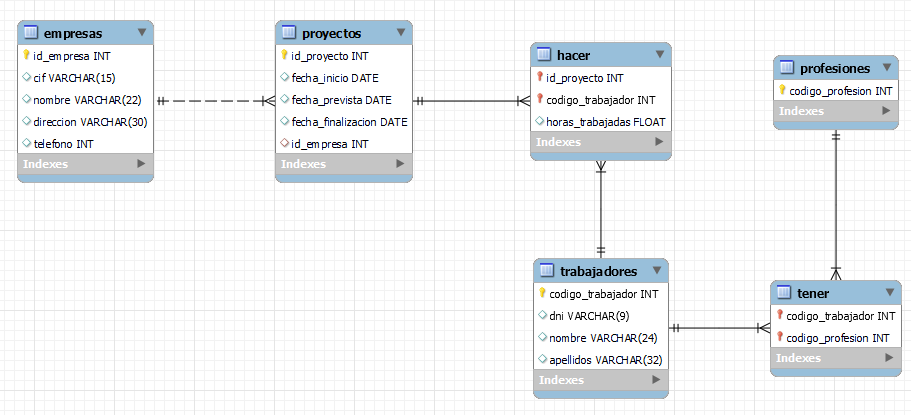 empresas
id_empresa INT
cif VARCHAR(15)
nombre VARCHAR(22)
direccion VARCHAR(30)
telefono INT
Indexes
proyectos
id_proyecto INT
fecha_inicio DATE
fecha_prevista DATE
fecha_finalizacion DATE
id_empresa INT
Indexes
hacer
id_proyecto INT
codigo_trabajador INT
horas_trabajadas FLOAT
Indexes
profesiones
codigo_profesion INT
Indexes
trabajadores
codigo_trabajador INT
dni VARCHAR(9)
nombre VARCHAR(24)
apellidos VARCHAR(32)
Indexes
tener
codigo_trabajador INT
codigo_profesion INT
Indexes